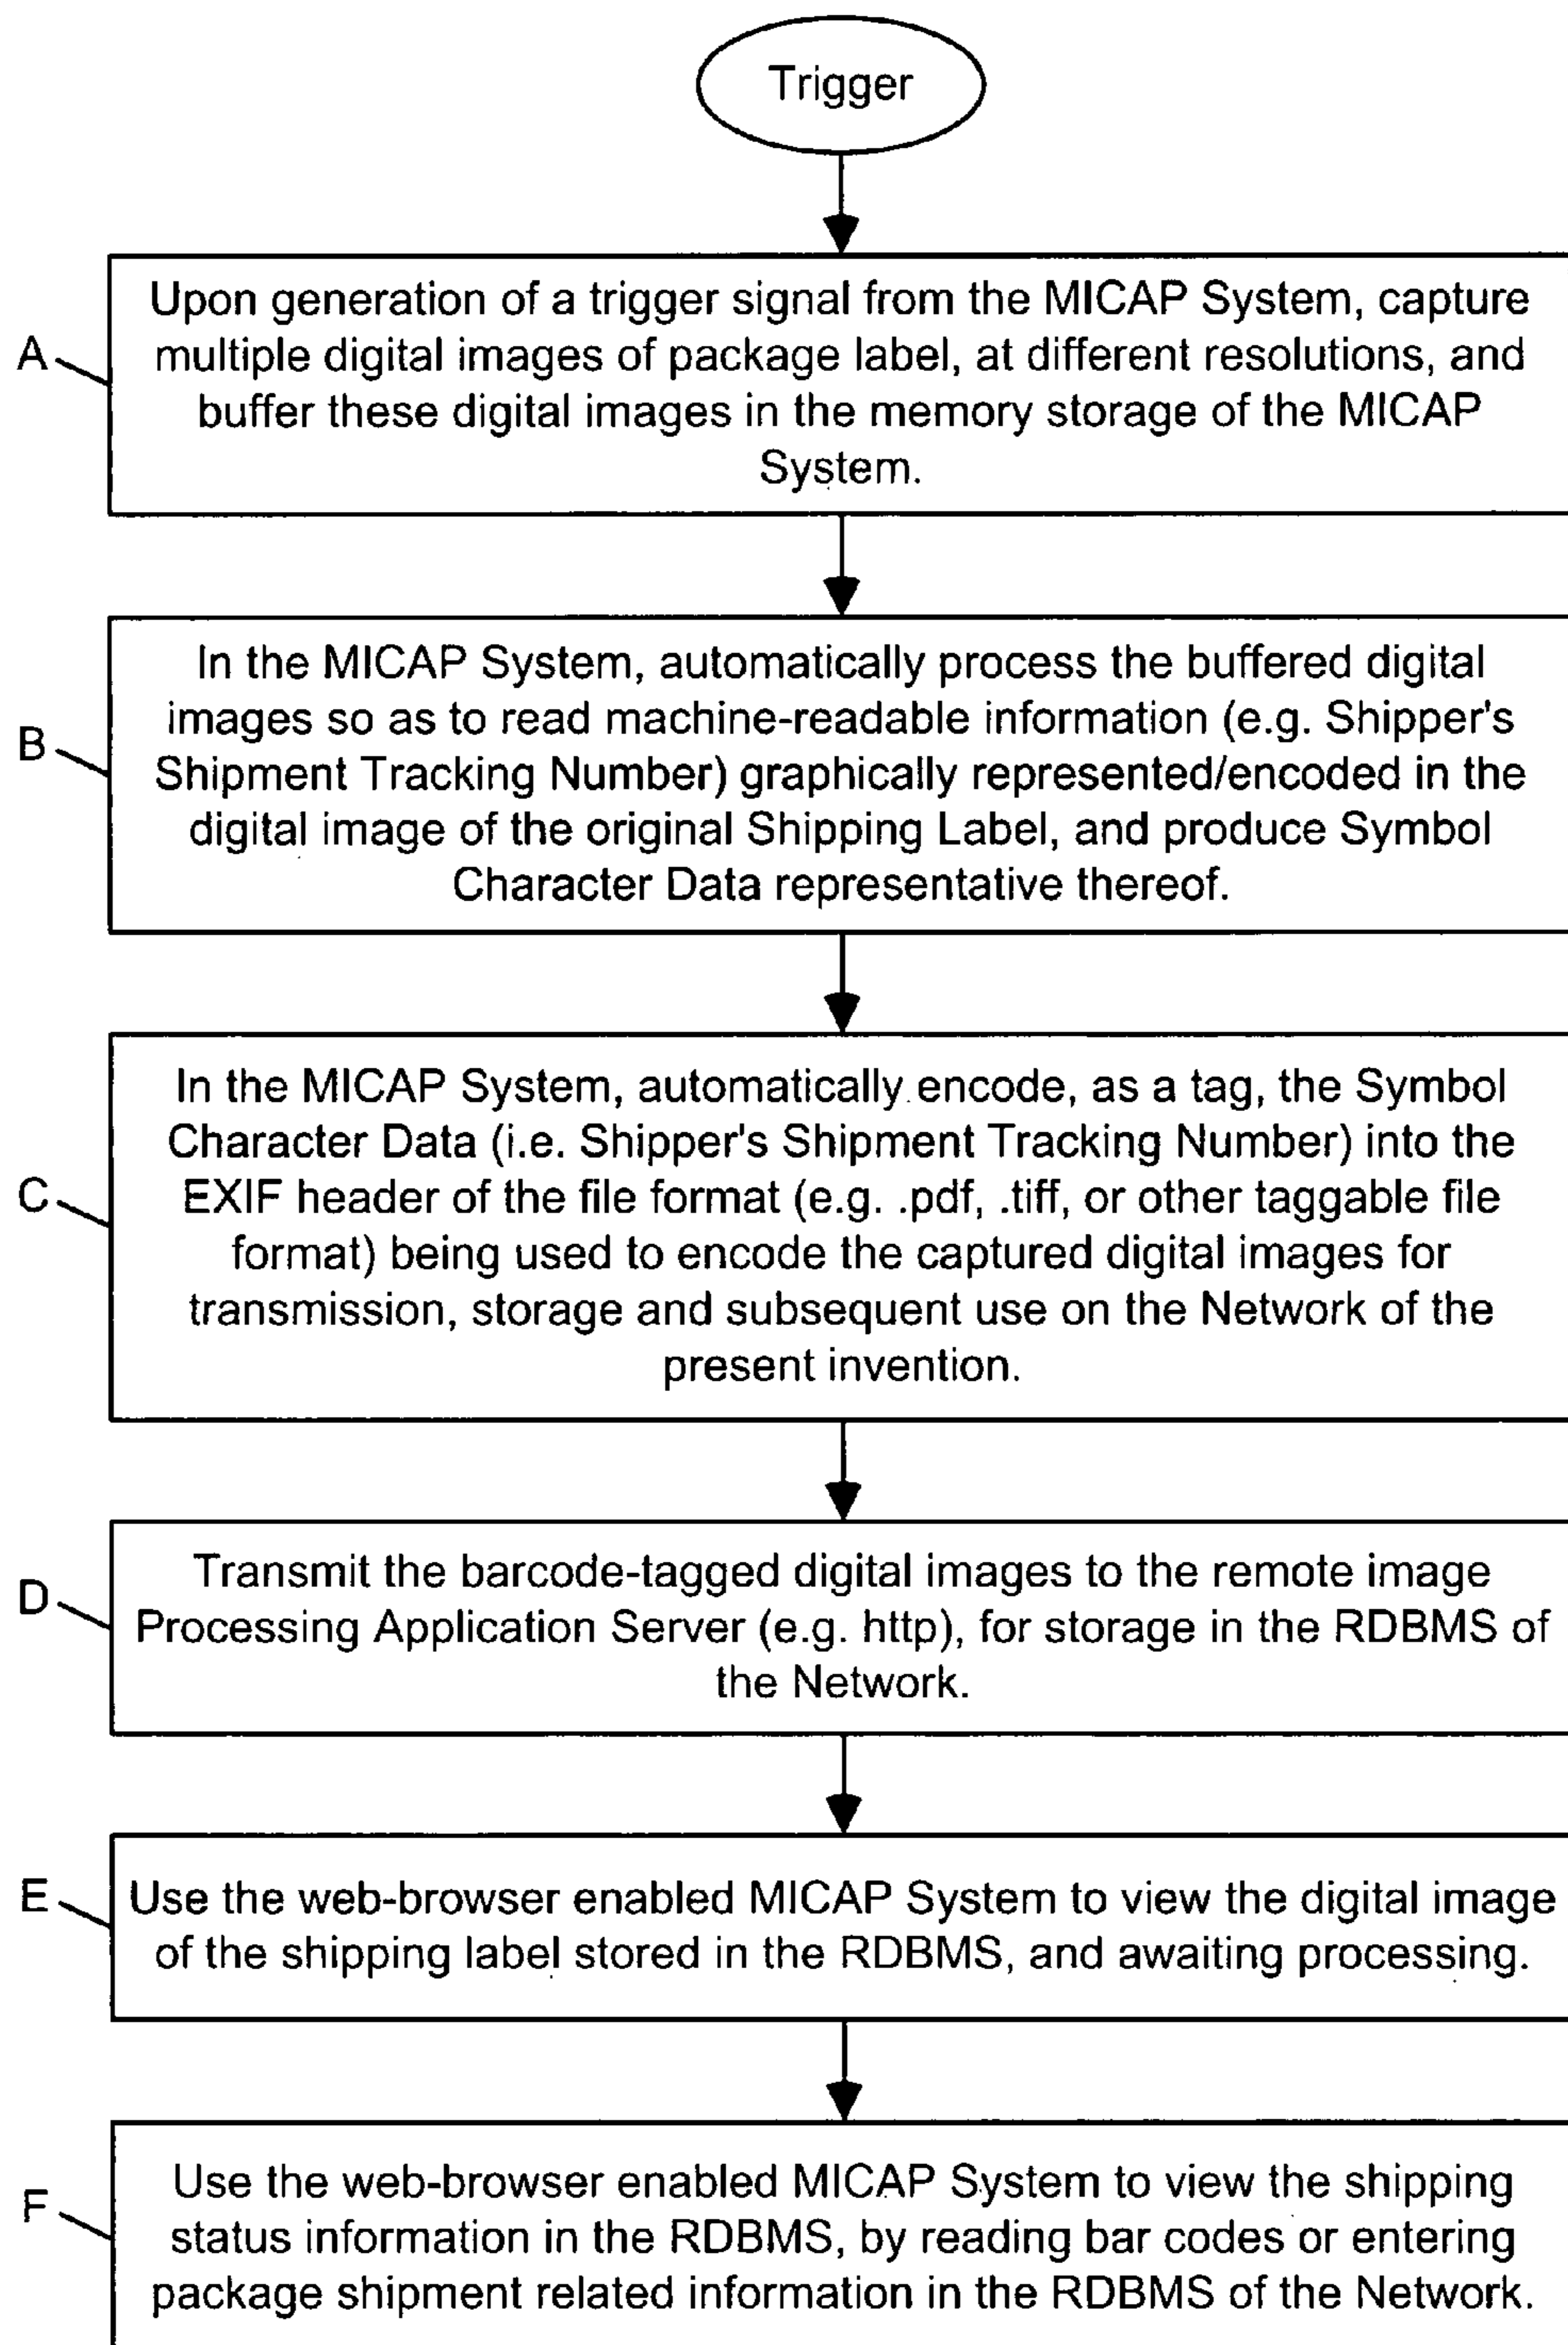 Trigger
A
Upon generation of a trigger signal from the MICAP System, capture
multiple digital images of package label, at different resolutions, and
buffer these digital images in the memory storage of the MICAP
System.
B
In the MICAP System, automatically process the buffered digital
images so as to read machine-readable information (e.g. Shipper's
Shipment Tracking Number) graphically represented/encoded in the
digital image of the original Shipping Label, and produce Symbol
Character Data representative thereof.
C
In the MICAP System, automatically encode, as a tag, the Symbol
Character Data (i.e. Shipper's Shipment Tracking Number) into the
EXIF header of the file format (e.g. .pdf, .tiff, or other taggable file
format) being used to encode the captured digital images for
transmission, storage and subsequent use on the Network of the
present invention.
D
Transmit the barcode-tagged digital images to the remote image
Processing Application Server (e.g. http), for storage in the RDBMS of
the Network.
E
Use the web-browser enabled MICAP System to view the digital image
of the shipping label stored in the RDBMS, and awaiting processing.
F
Use the web-browser enabled MICAP System to view the shipping
status information in the RDBMS, by reading bar codes or entering
package shipment related information in the RDBMS of the Network.